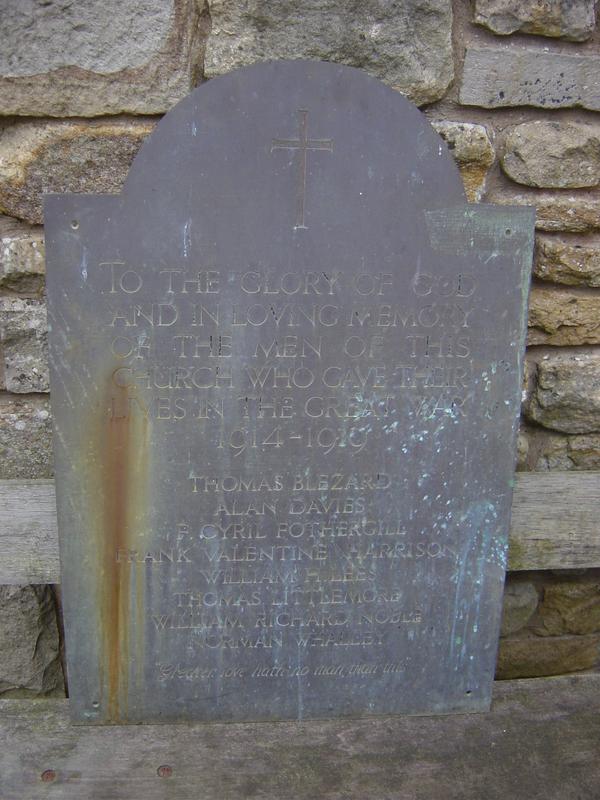 TO THE GLORY OF GOD
AND IN LOVING MEMORY
OF THE MEN OF THIS
CHURCH WHO GAVE THEIR
LIVES IN THE GREAT WAR
1914-1919
THOMAS BLEZARD
ALAN DAVIES
P. CYRIL FOTHERGILL
FRANK VALENTINE HARRISON
WILLIAM H. LEES
THOMAS LITTLEMORE
WILLIAM RICHARD NOBLE
NORMAN WHALLEY
"Greater love hath no man than this"